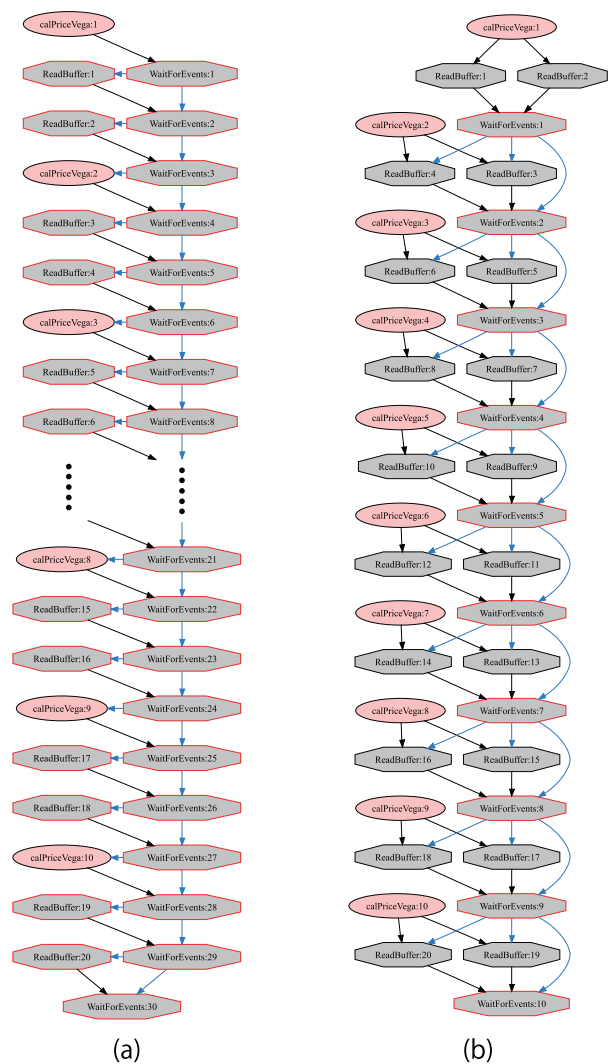 calPriceVega:1
ReadBuffer:1 WaitForEvents:1
ReadBuffer:2 WaitForEvents:2
calPriceVega:2 WaitForEvents:3
ReadBuffer:3 WaitForEvents:4
ReadBuffer:4 WaitForEvents:5
calPriceVega:3 WaitForEvents:6
ReadBuffer:5 WaitForEvents:7
ReadBuffer:6 WaitForEvents:8
calPriceVega:8 WaitForEvents:21
ReadBuffer:15 WaitForEvents:22
ReadBuffer:16 WaitForEvents:23
calPriceVega:9 WaitForEvents:24
ReadBuffer:17 WaitForEvents:25
ReadBuffer:18 WaitForEvents:26
calPriceVega:10 WaitForEvents:27
ReadBuffer:19 WaitForEvents:28
ReadBuffer:20 WaitForEvents:29
WaitForEvents:30
(a)
calPriceVega:1
ReadBuffer:1 ReadBuffer:2
calPriceVega:2 WaitForEvents:1
ReadBuffer:4 ReadBuffer:3
calPriceVega:3 WaitForEvents:2
ReadBuffer:6 ReadBuffer:5
calPriceVega:4 WaitForEvents:3
ReadBuffer:8 ReadBuffer:7
calPriceVega:5 WaitForEvents:4
ReadBuffer:10 ReadBuffer:9
calPriceVega:6 WaitForEvents:5
ReadBuffer:12 ReadBuffer:11
calPriceVega:7 WaitForEvents:6
ReadBuffer:14 ReadBuffer:13
calPriceVega:8 WaitForEvents:7
ReadBuffer:16 ReadBuffer:15
calPriceVega:9 WaitForEvents:8
ReadBuffer:18 ReadBuffer:17
calPriceVega:10 WaitForEvents:9
ReadBuffer:20 ReadBuffer:19
WaitForEvents:10
(b)